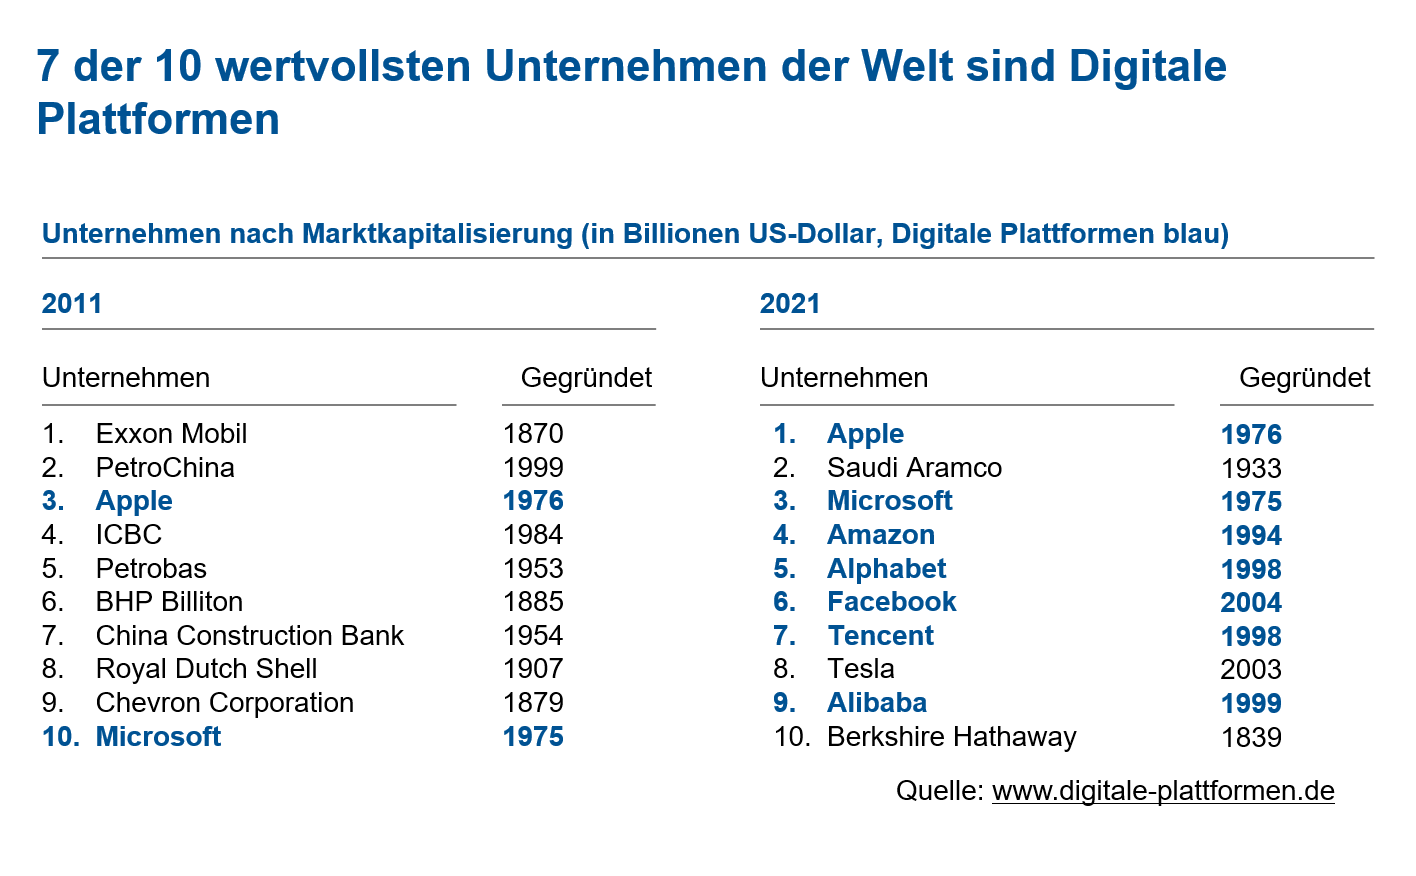 7 der 10 wertvollsten Unternehmen der Welt sind Digitale
Plattformen
Unternehmen nach Marktkapitalisierung (in Billionen US-Dollar, Digitale Plattformen blau)
2011
Unternehmen Gegründet
1. Exxon Mobil 1870
2. PetroChina 1999
3. Apple 1976
4. ICBC 1984
5. Petrobas 1953
6. BHP Billiton 1885
7. China Construction Bank 1954
8. Royal Dutch Shell 1907
9. Chevron Corporation 1879
10. Microsoft 1975
2021
Unternehmen Gegründet
1. Apple 1976
2. Saudi Aramco 1933
3. Microsoft 1975
4. Amazon 1994
5. Alphabet 1998
6. Facebook 2004
7. Tencent 1998
8. Tesla 2003
9. Alibaba 1999
10. Berkshire Hathaway 1839
Quelle: www.digitale-plattformen.de